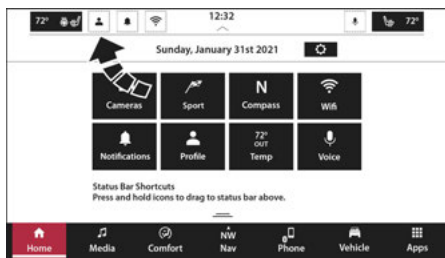 72° 12:32 72°
Sunday, January 31st 2021
Cameras Sport N Compass Wifi
Notifications Profile 72° OUT Temp Voice
Status Bar Shortcuts
Press and hold icons to drag to status bar above.
Home Media Comfort NW Nav Phone Vehicle Apps